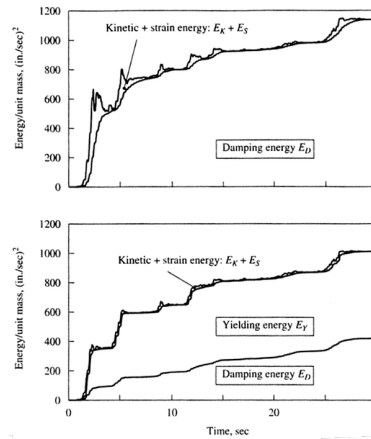 1200
1000
800
600
400
200
0
Energy/unit mass, (in./sec)²
Kinetic + strain energy: E_K + E_S
Damping energy E_D
1200
1000
800
600
400
200
0
Energy/unit mass, (in./sec)²
Kinetic + strain energy: E_K + E_S
Yielding energy E_Y
Damping energy E_D
0 10 20
Time, sec